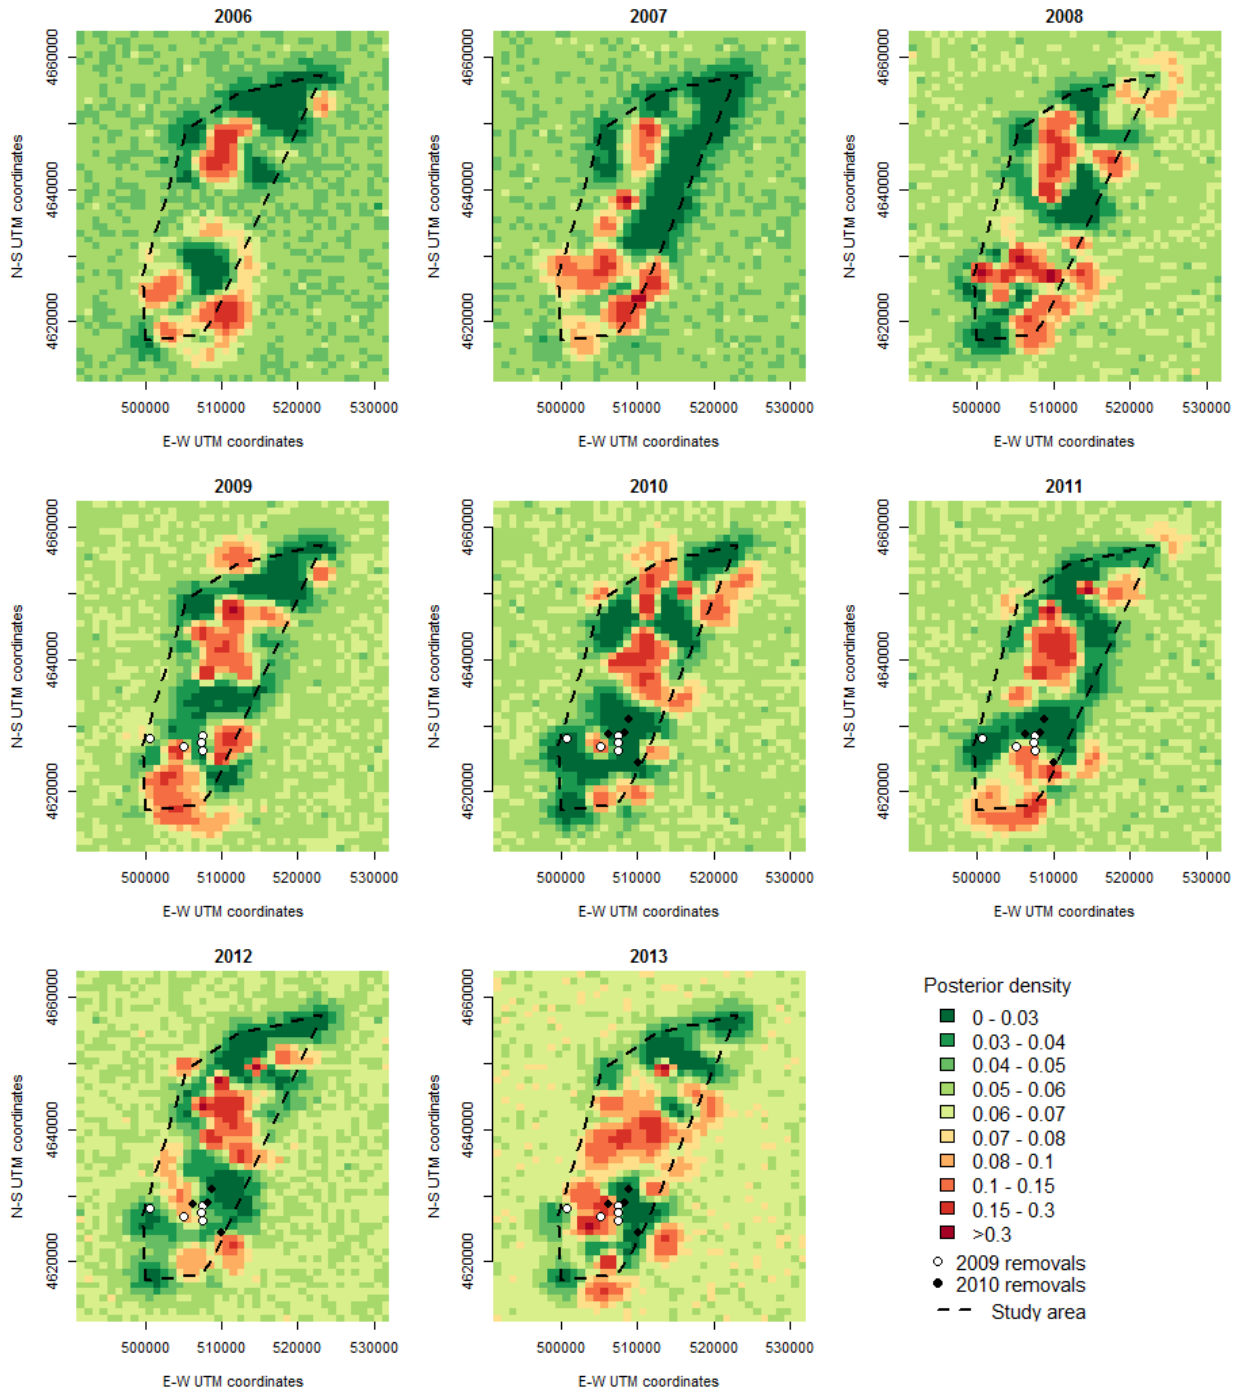 2006
2007
2008
4660000
4640000
4620000
N-S UTM coordinates
500000 510000 520000 530000
E-W UTM coordinates
4660000
4640000
4620000
N-S UTM coordinates
500000 510000 520000 530000
E-W UTM coordinates
4660000
4640000
4620000
N-S UTM coordinates
500000 510000 520000 530000
E-W UTM coordinates
2009
2010
2011
4660000
4640000
4620000
N-S UTM coordinates
500000 510000 520000 530000
E-W UTM coordinates
4660000
4640000
4620000
N-S UTM coordinates
500000 510000 520000 530000
E-W UTM coordinates
4660000
4640000
4620000
N-S UTM coordinates
500000 510000 520000 530000
E-W UTM coordinates
2012
2013
4660000
4640000
4620000
N-S UTM coordinates
500000 510000 520000 530000
E-W UTM coordinates
4660000
4640000
4620000
N-S UTM coordinates
500000 510000 520000 530000
E-W UTM coordinates
Posterior density
0 - 0.03
0.03 - 0.04
0.04 - 0.05
0.05 - 0.06
0.06 - 0.07
0.07 - 0.08
0.08 - 0.1
0.1 - 0.15
0.15 - 0.3
>0.3
2009 removals
2010 removals
Study area